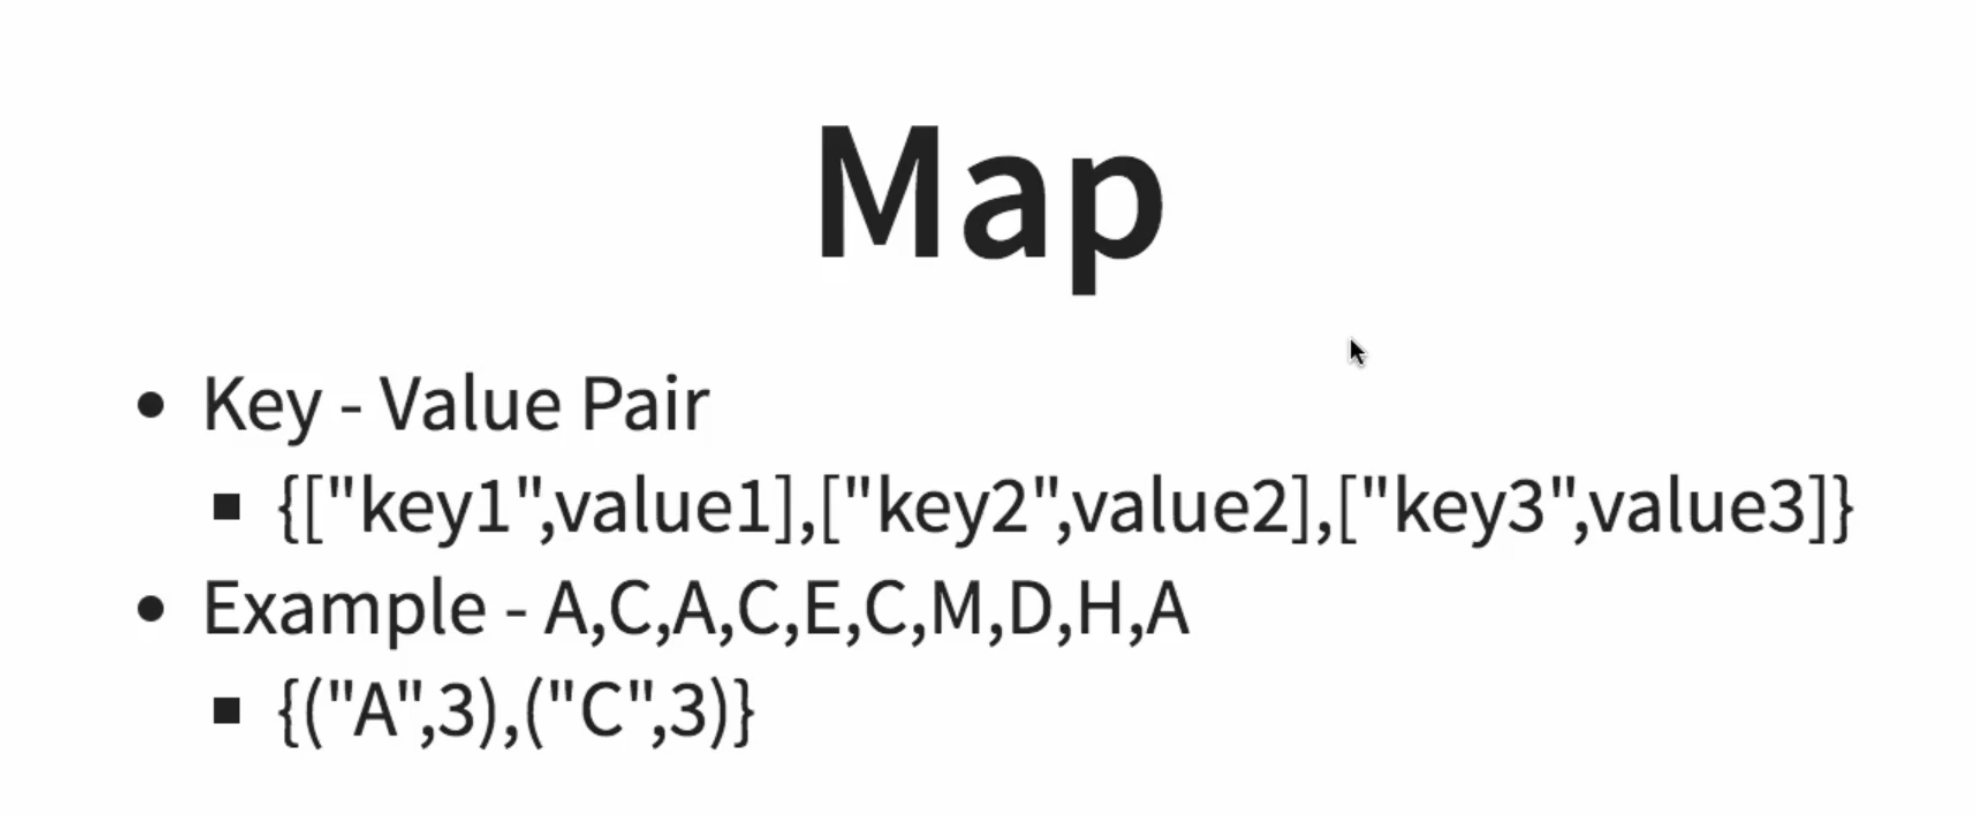 Map
• Key - Value Pair
▪ {["key1",value1],["key2",value2],["key3",value3]}
• Example - A,C,A,C,E,C,M,D,H,A
▪ {("A",3),("C",3)}